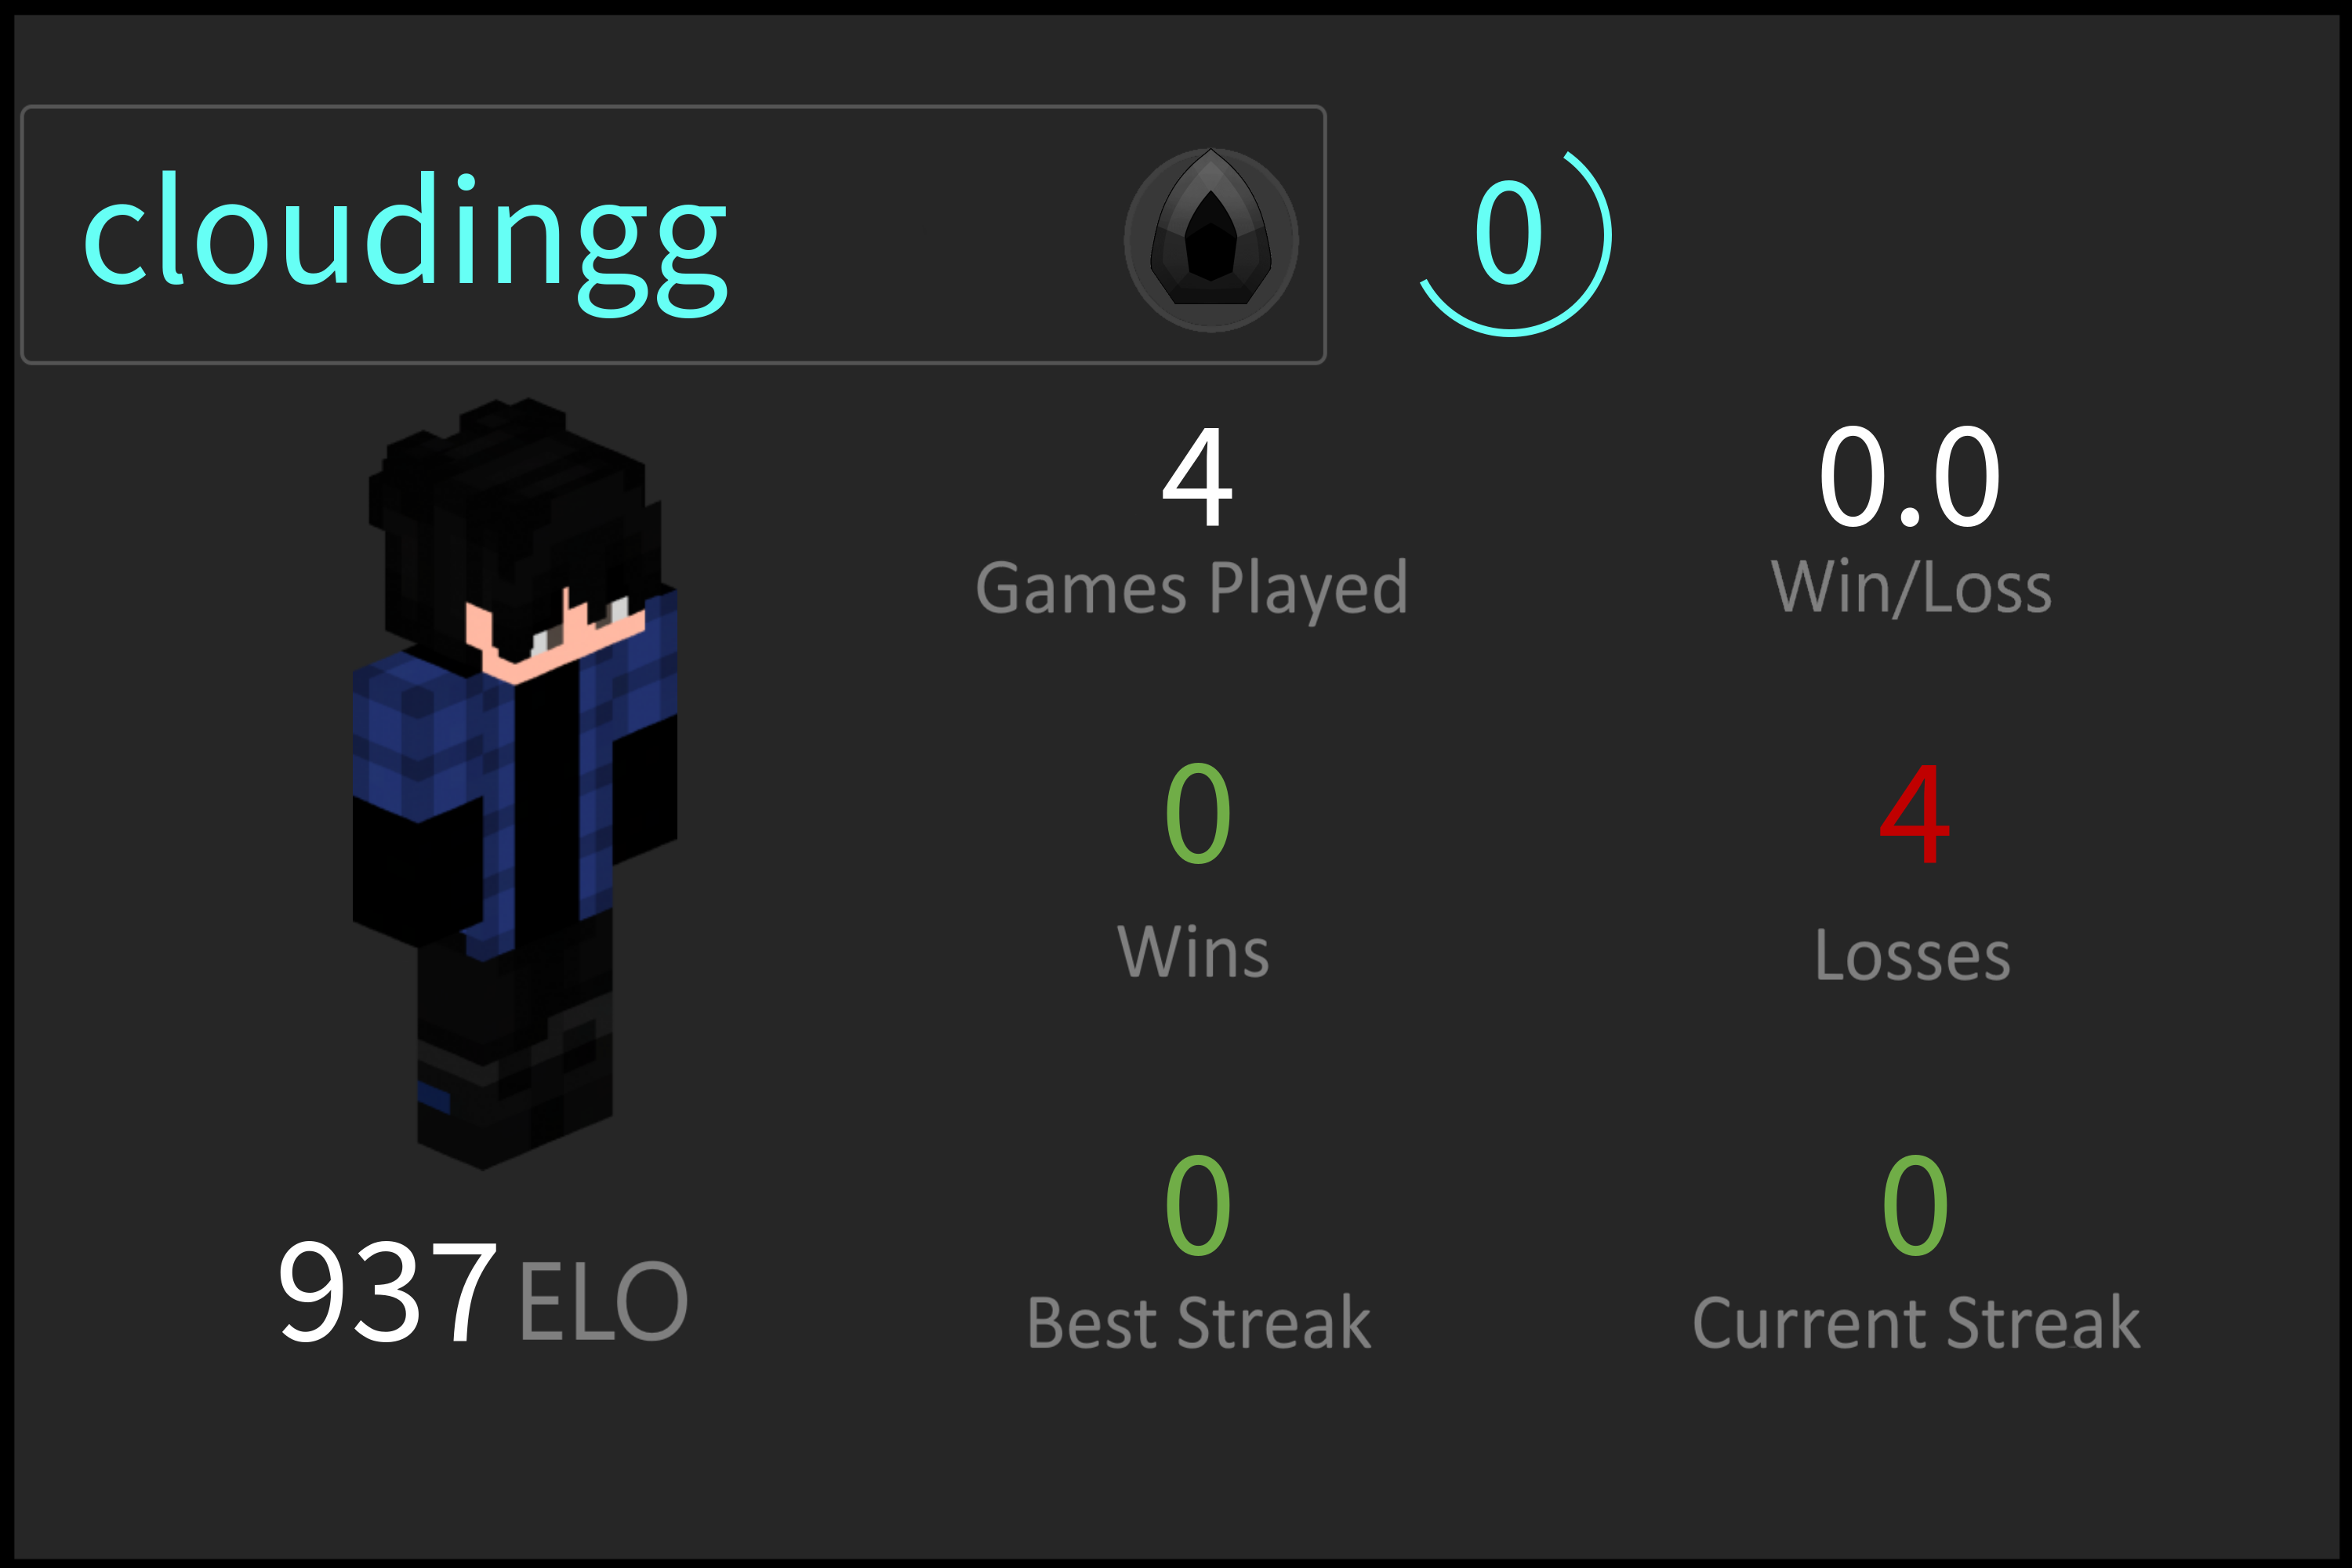 cloudingg
0
4
0.0
Games Played
Win/Loss
0
4
Wins
Losses
0
0
Best Streak
Current Streak
937 ELO